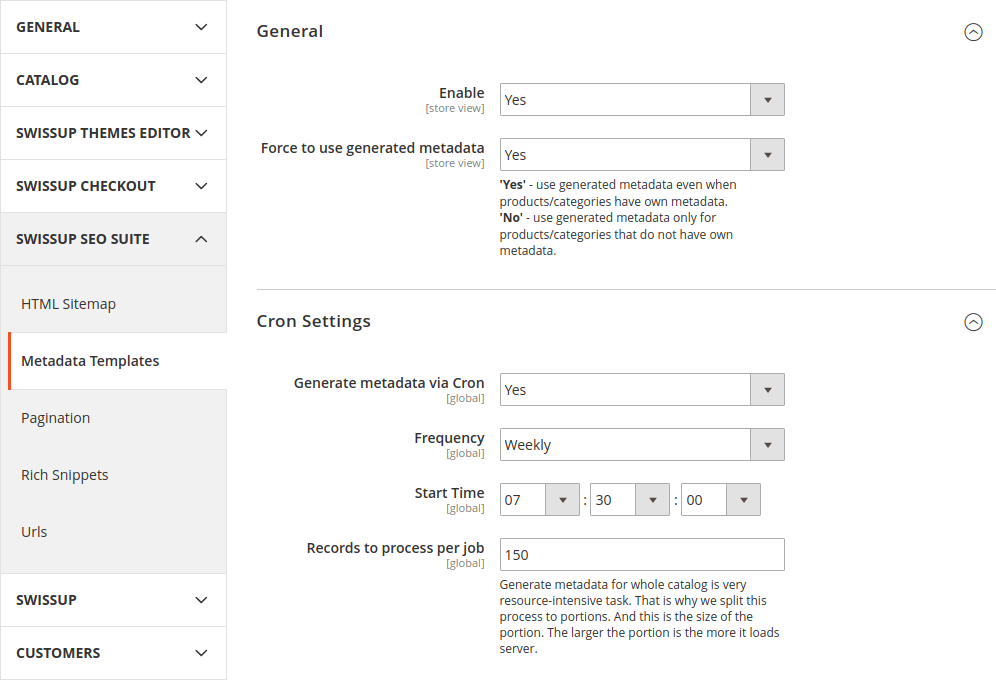 GENERAL
CATALOG
SWISSUP THEMES EDITOR
SWISSUP CHECKOUT
SWISSUP SEO SUITE
HTML Sitemap
Metadata Templates
Pagination
Rich Snippets
Urls
SWISSUP
CUSTOMERS
General
Enable
[store view]
Yes
Force to use generated metadata
[store view]
Yes
'Yes' - use generated metadata even when
products/categories have own metadata.
'No' - use generated metadata only for
products/categories that do not have own
metadata.
Cron Settings
Generate metadata via Cron
[global]
Yes
Frequency
[global]
Weekly
Start Time
[global]
07 : 30 : 00
Records to process per job
[global]
150
Generate metadata for whole catalog is very
resource-intensive task. That is why we split this
process to portions. And this is the size of the
portion. The larger the portion is the more it loads
server.